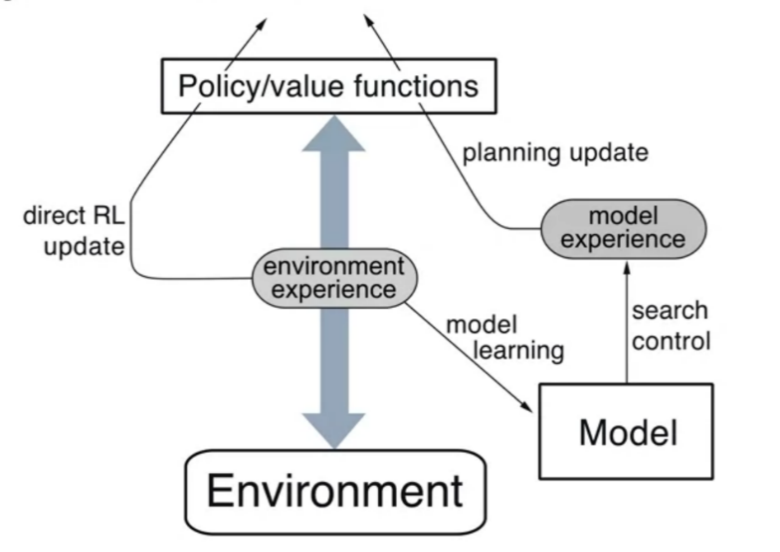 Policy/value functions
planning update
direct RL
update
model
experience
environment
experience
model
learning
search
control
Model
Environment